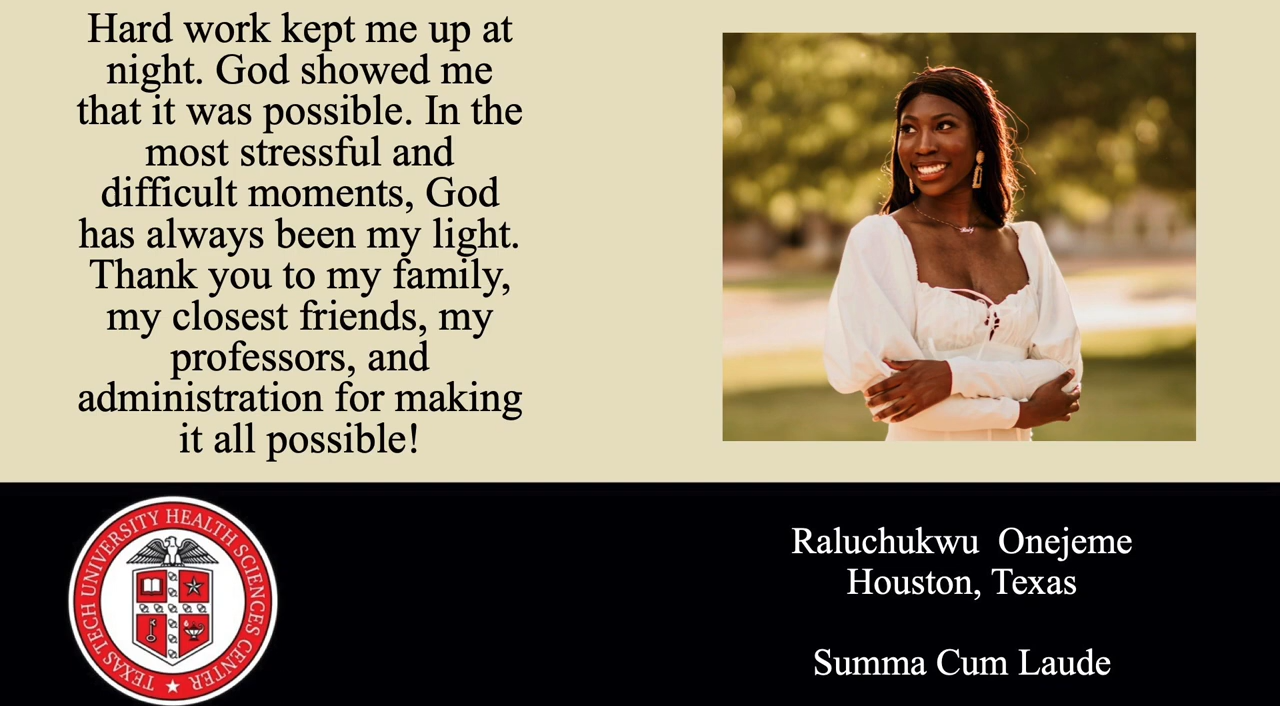 Hard work kept me up at
night. God showed me
that it was possible. In the
most stressful and
difficult moments, God
has always been my light.
Thank you to my family,
my closest friends, my
professors, and
administration for making
it all possible!
TEXAS TECH UNIVERSITY HEALTH SCIENCES CENTER
Raluchukwu  Onejeme
Houston, Texas
Summa Cum Laude